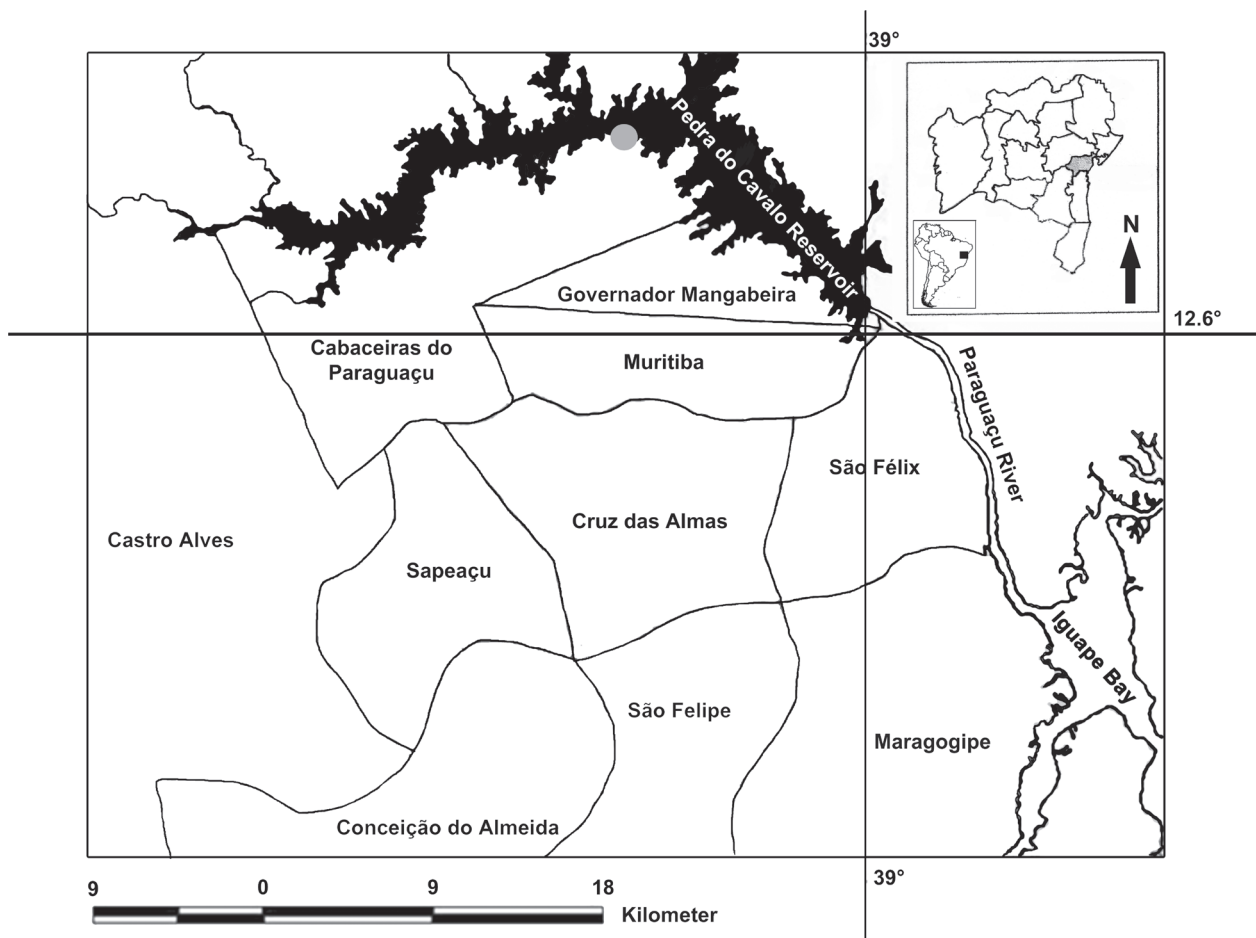 39°
Pedra do Cavalo Reservoir
N
Governador Mangabeira
12.6°
Cabaceiras do
Paraguaçu
Muritiba
Paraguaçu River
São Félix
Cruz das Almas
Castro Alves
Sapeaçu
Iguape Bay
São Felipe
Maragogipe
Conceição do Almeida
39°
9 0 9 18
Kilometer